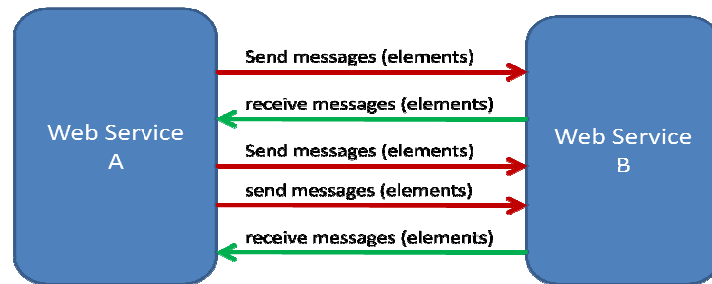 Send messages (elements)
receive messages (elements)
Web Service
A
Send messages (elements)
send messages (elements)
receive messages (elements)
Web Service
B